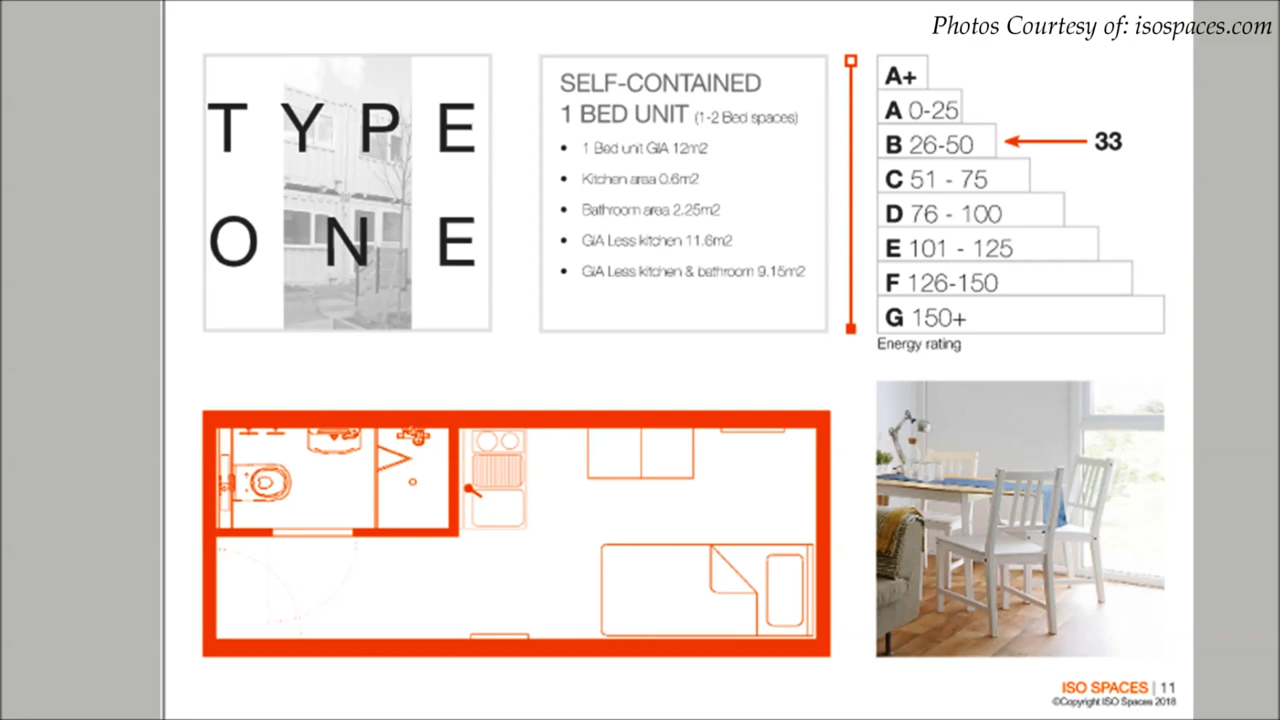 Photos Courtesy of: isospaces.com
TYPE
ONE
SELF-CONTAINED
1 BED UNIT (1-2 Bed spaces)
• 1 Bed unit GIA 12m2
• Kitchen area 0.6m2
• Bathroom area 2.25m2
• GIA Less kitchen 11.6m2
• GIA Less kitchen & bathroom 9.15m2
A+
A 0-25
B 26-50
33
C 51 - 75
D 76 - 100
E 101 - 125
F 126-150
G 150+
Energy rating
ISO SPACES | 11
©Copyright ISO Spaces 2018